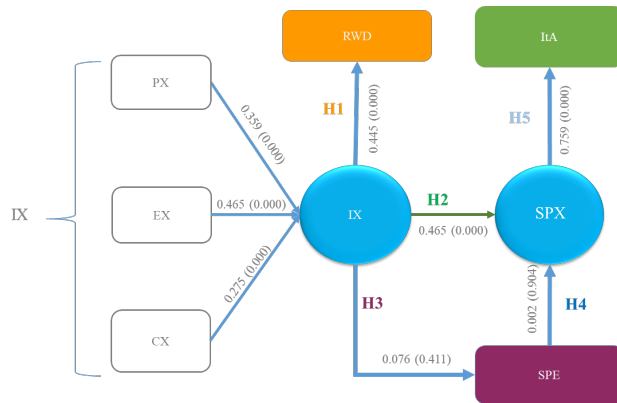 RWD
ItA
PX
H1
0.445 (0.000)
H5
0.759 (0.000)
0.359 (0.000)
IX
EX
0.465 (0.000)
IX
H2
0.465 (0.000)
SPX
0.275 (0.000)
H3
0.002 (0.904)
H4
CX
0.076 (0.411)
SPE